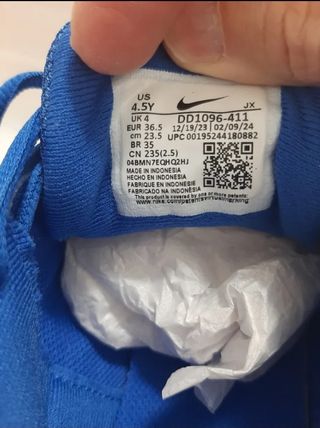 US
4.5Y
JX
UK 4
DD1096-411
EUR 36.5
12/19/23 02/09/24
cm 23.5
UPC 00195244180882
BR 35
CN 235(2.5)
04BMN7EQHQ2HJ
MADE IN INDONESIA
HECHO EN INDONESIA
FABRIQUE EN INDONESIE
FABRICADO NA INDONESIA